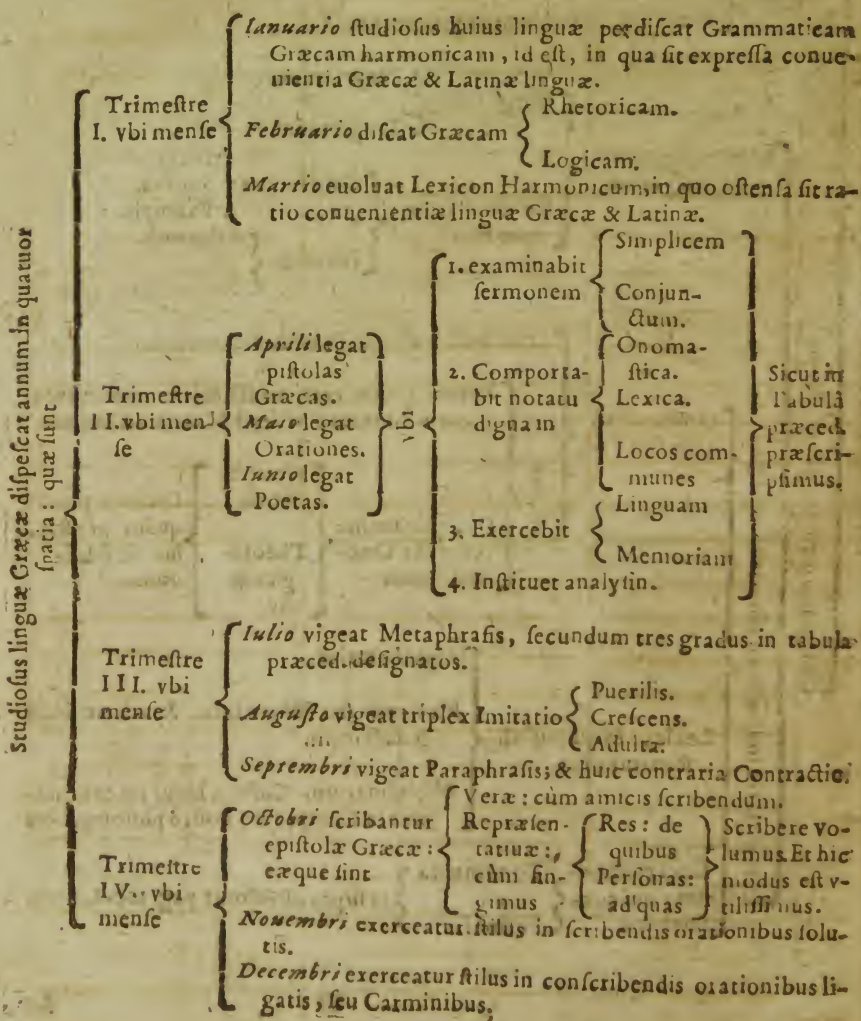 Studiosus linguæ Græcæ dispescat annum in quatuor
spatia: quæ sunt
Trimestre
I. vbi mense
Ianuario studiosus huius linguæ perdiscat Grammaticam
Græcam harmonicam, id est, in qua sit expressa conue-
nientia Græcæ & Latinæ linguæ.
Februario discat Græcam
Rhetoricam.
Logicam.
Martio euoluat Lexicon Harmonicum, in quo ostensa sit ra-
tio conuenientiæ linguæ Græcæ & Latinæ.
Trimestre
II. vbi men-
se
Aprili legat
pistolas
Græcas.
Maio legat
Orationes.
Iunio legat
Poetas.
vbi
1. examinabit
sermonem
Simplicem
Conjun-
ctum.
2. Comporta-
bit notatu
digna in
Onoma-
stica.
Lexica.
Locos com-
munes
3. Exercebit
Linguam
Memoriam
4. Instituet analysin.
Sicut in
Tabulâ
præced.
præscri-
psimus.
Trimestre
III. vbi
mense
Iulio vigeat Metaphrasis, secundum tres gradus in tabula
præced. designatos.
Augusto vigeat triplex Imitatio
Puerilis.
Crescens.
Adulta.
Septembri vigeat Paraphrasis; & huic contraria Contractio.
Trimestre
IV. vbi
mense
Octobri scribantur
epistolæ Græcæ:
eæque sint
Veræ: cùm amicis scribendum.
Repræsen-
tatiuæ:,
cùm fin-
gimus
Res: de
quibus
Personas:
ad quas
Scribere vo-
lumus. Et hic
modus est v-
tilissimus.
Nouembri exerceatur stilus in scribendis orationibus solu-
tis.
Decembri exerceatur stilus in conscribendis orationibus li-
gatis, seu Carminibus.